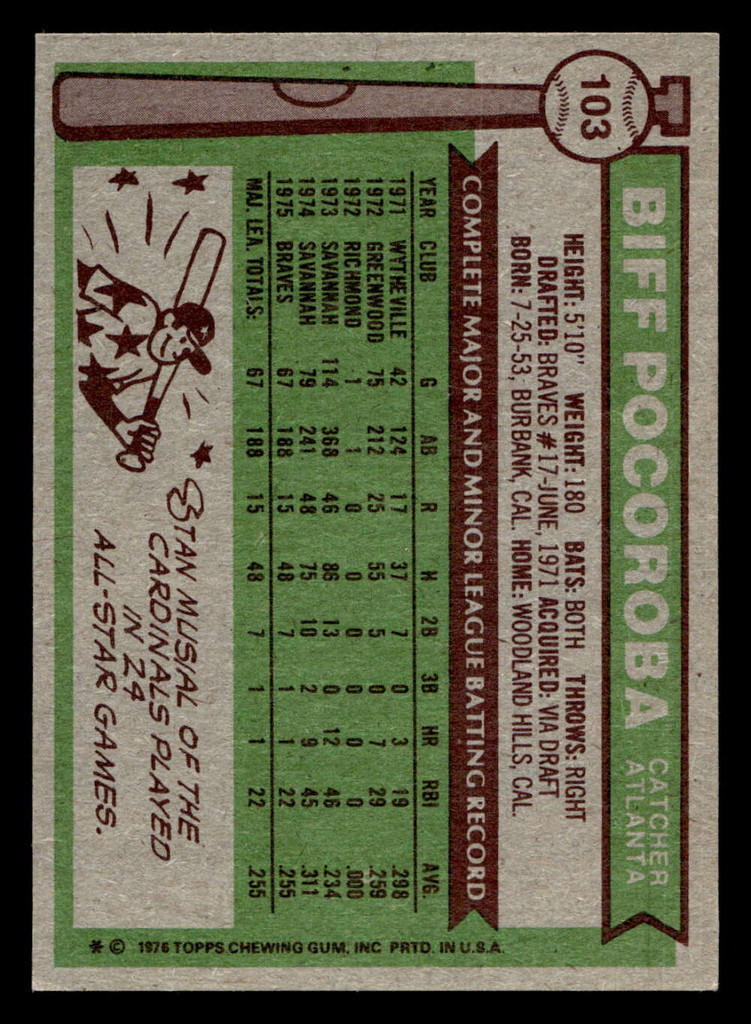 103
BIFF POCOROBA
CATCHER
ATLANTA
HEIGHT: 5'10" WEIGHT: 180 BATS: BOTH THROWS: RIGHT
DRAFTED: BRAVES #17-JUNE, 1971 ACQUIRED: VIA DRAFT
BORN: 7-25-53, BURBANK, CAL. HOME: WOODLAND HILLS, CAL.
COMPLETE MAJOR AND MINOR LEAGUE BATTING RECORD
YEAR CLUB G AB R H 2B 3B HR RBI AVG.
1971 WYTHEVILLE 42 124 17 37 7 0 3 19 .298
1972 GREENWOOD 75 212 25 55 5 0 7 29 .259
1972 RICHMOND 1 1 0 0 0 0 0 0 .000
1973 SAVANNAH 114 368 46 86 13 0 12 46 .234
1974 SAVANNAH 79 241 48 75 10 2 9 45 .311
1975 BRAVES 67 188 15 48 7 1 1 22 .255
MAJ. LEA. TOTALS: 67 188 15 48 7 1 1 22 .255
STAN MUSIAL OF THE
CARDINALS PLAYED
IN 24
ALL-STAR GAMES.
* © 1976 TOPPS CHEWING GUM, INC PRTD. IN U.S.A.